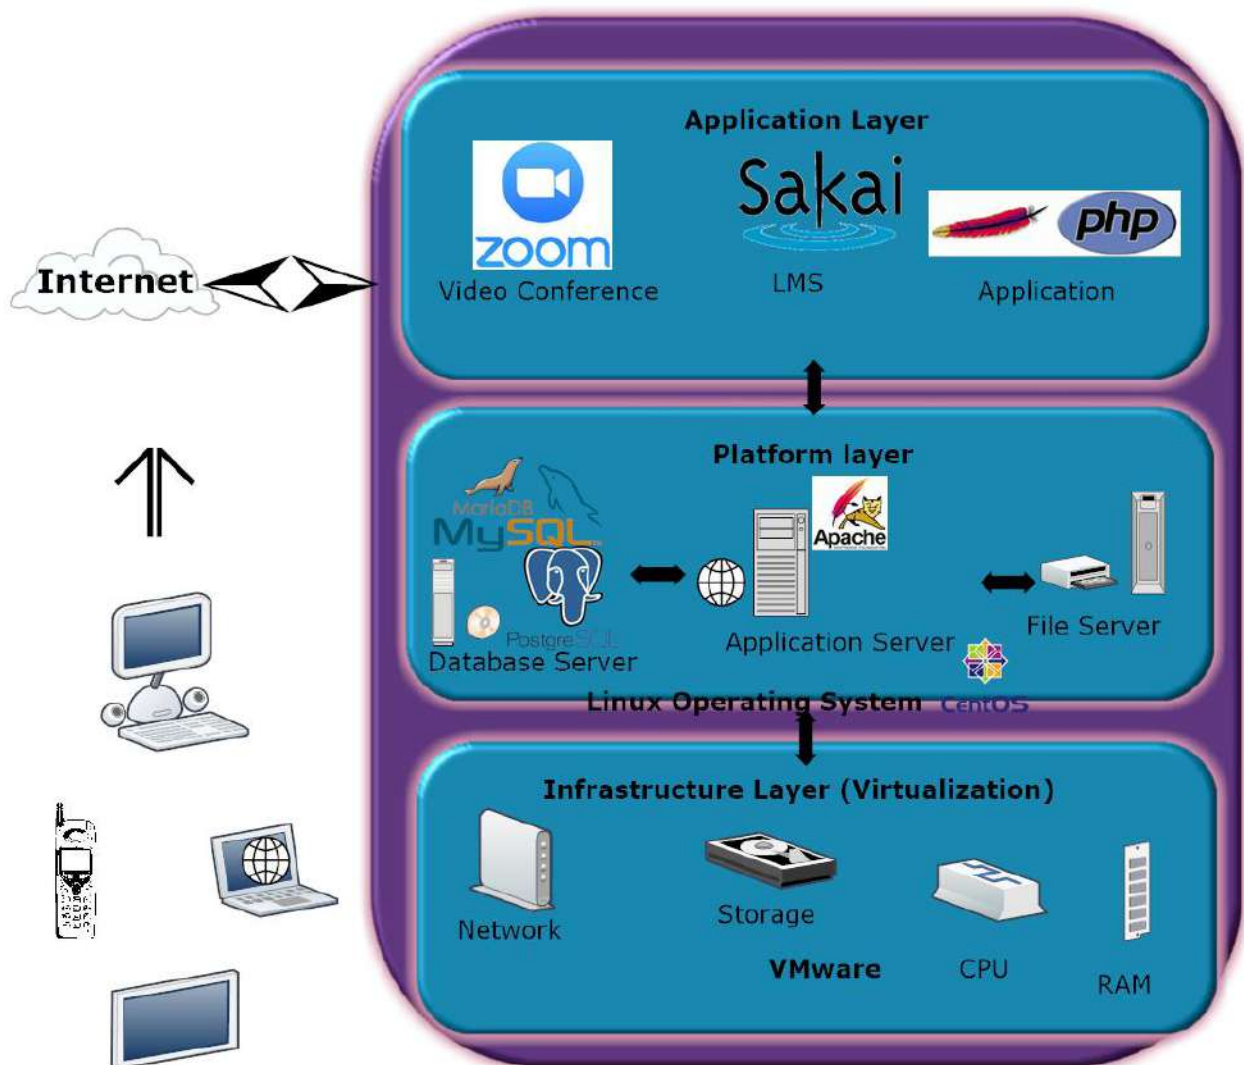 Application Layer
zoom
Video Conference
Sakai
LMS
php
Application
Internet
Platform layer
MariaDB
MySQL
PostgreSQL
Database Server
Apache
Application Server
File Server
Linux Operating System
CentOS
Infrastructure Layer (Virtualization)
Network
Storage
VMware
CPU
RAM